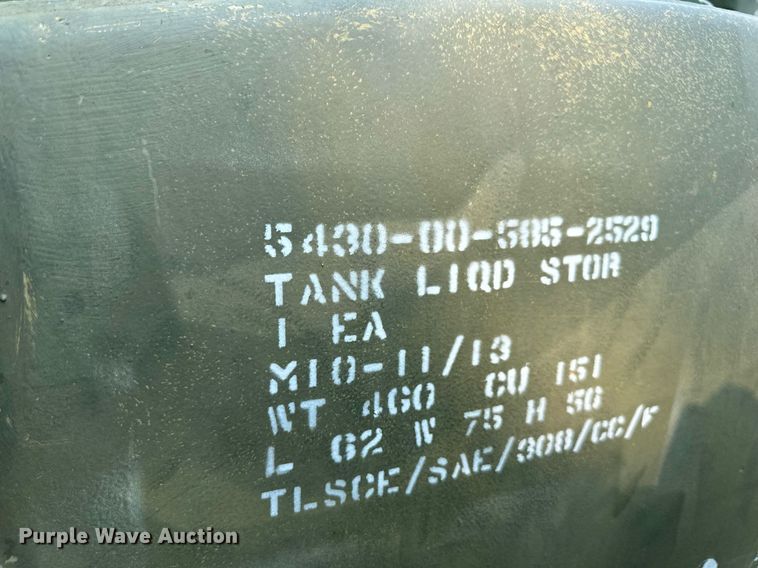 5430-00-585-2529
TANK LIQD STOR
1 EA
M10-11/13
WT 460 CU 151
L 62 W 75 H 56
TLSCE/SAE/308/CC/F
Purple Wave Auction